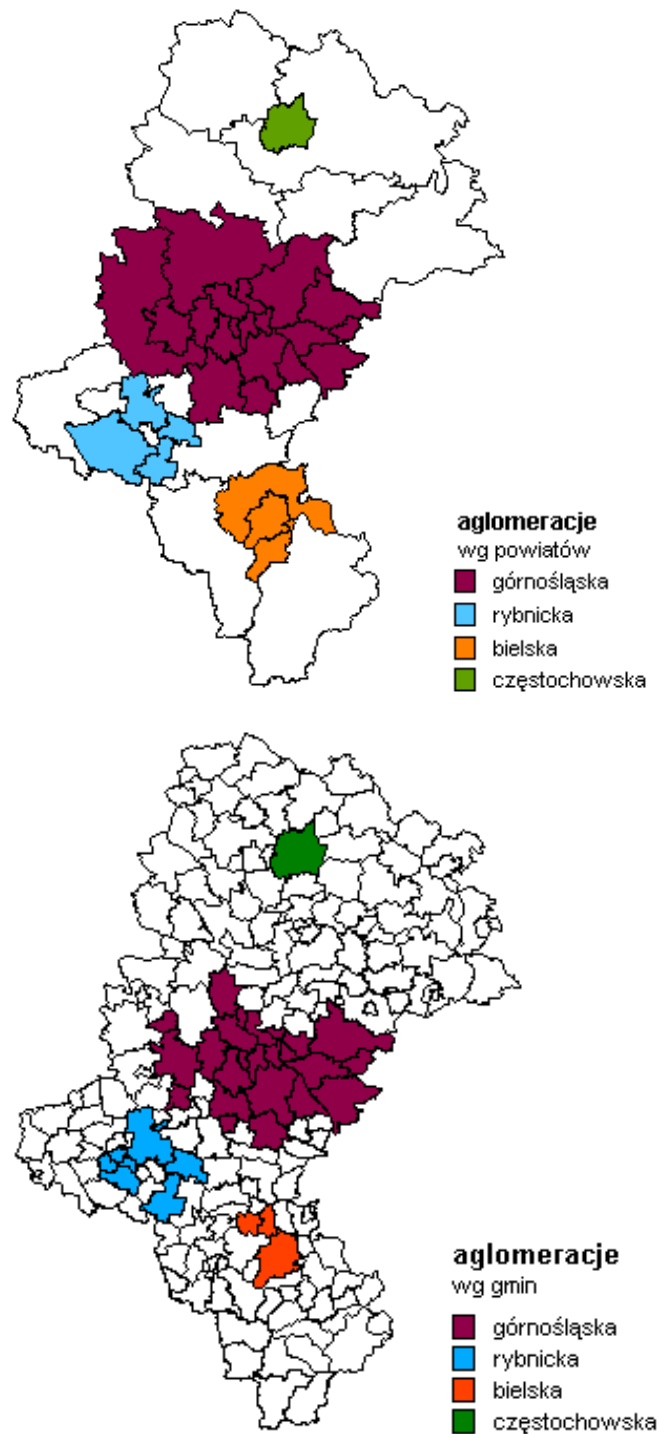 aglomeracje
wg powiatów
górnośląska
rybnicka
bielska
częstochowska
aglomeracje
wg gmin
górnośląska
rybnicka
bielska
częstochowska